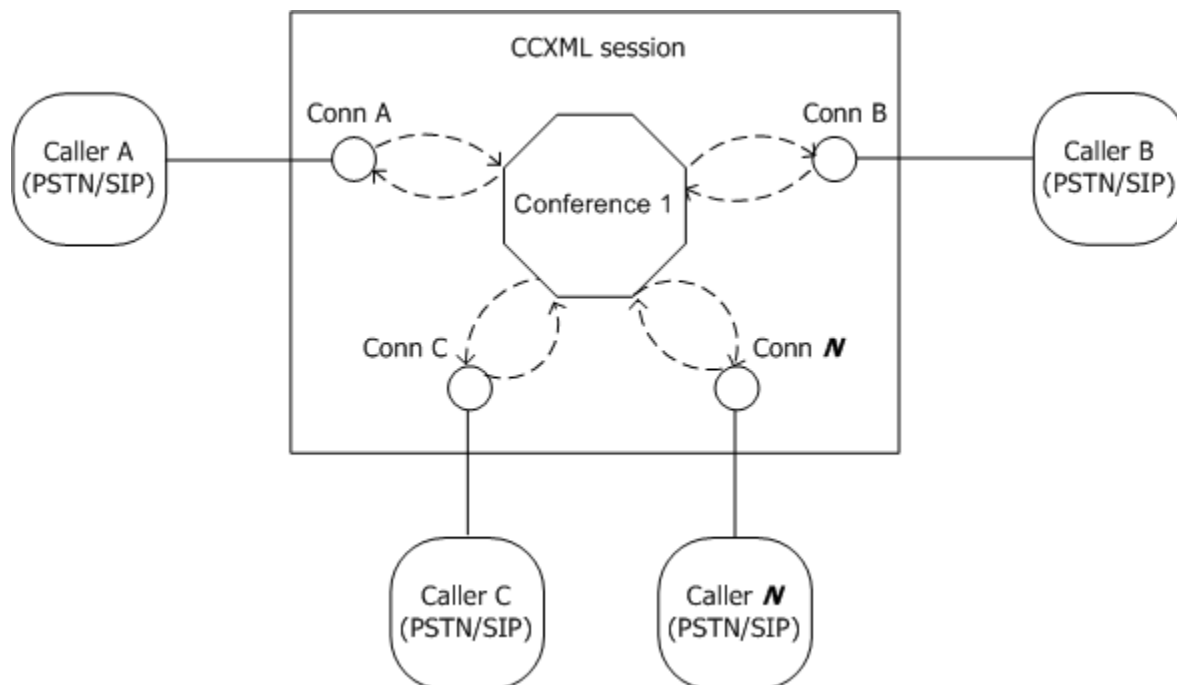 CCXML session
Conn A
Conn B
Caller A
(PSTN/SIP)
Conference 1
Caller B
(PSTN/SIP)
Conn C
Conn N
Caller C
(PSTN/SIP)
Caller N
(PSTN/SIP)